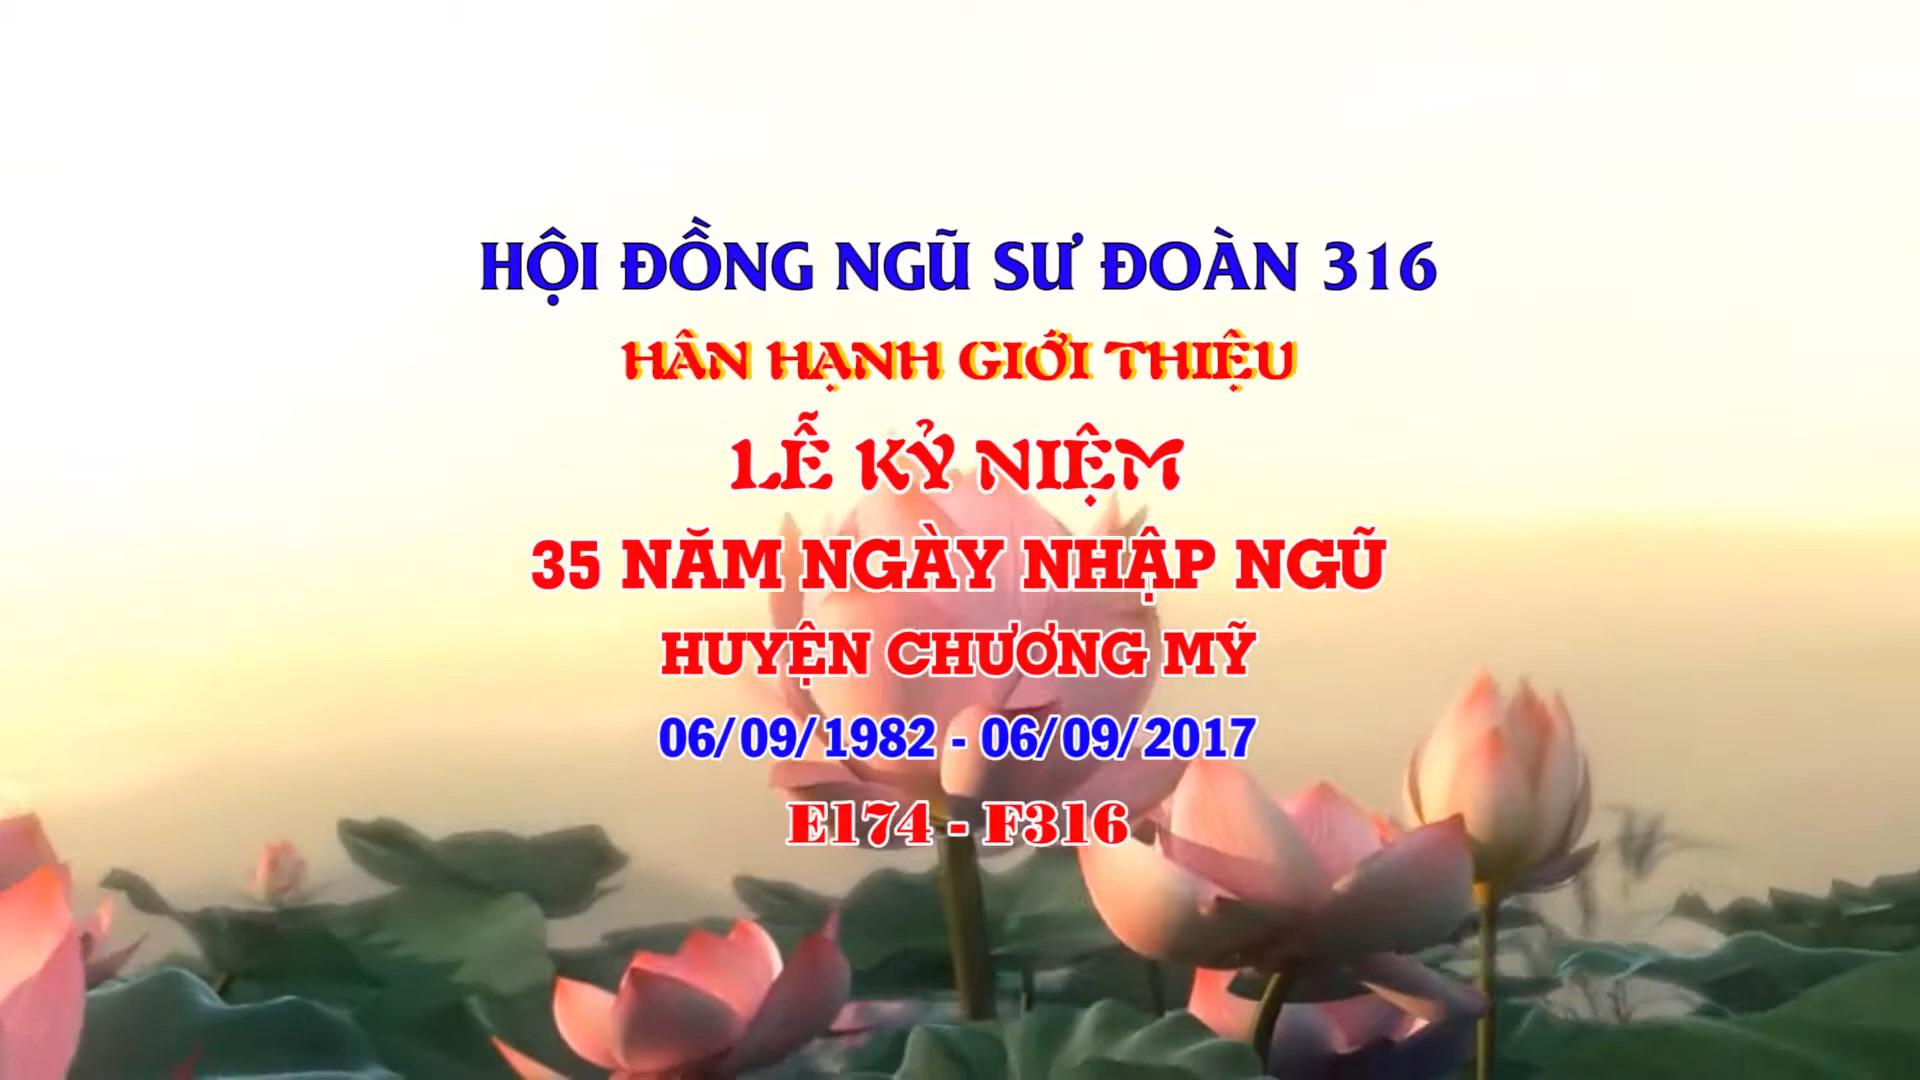 HỘI ĐỒNG NGŨ SƯ ĐOÀN 316
HÂN HẠNH GIỚI THIỆU
LỄ KỶ NIỆM
35 NĂM NGÀY NHẬP NGŨ
HUYỆN CHƯƠNG MỸ
06/09/1982 - 06/09/2017
E174 - F316